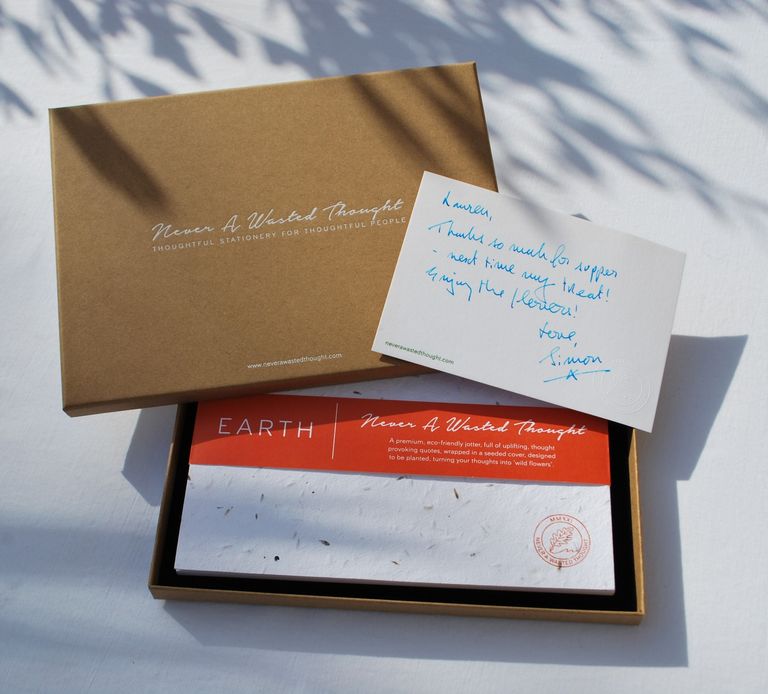 Never A Wasted Thought
THOUGHTFUL STATIONERY FOR THOUGHTFUL PEOPLE
www.neverawastedthought.com
Lauren,
Thanks so much for supper
- next time my treat!
Enjoy the flowers!
Love,
Simon
x
neverawastedthought.com
EARTH
Never A Wasted Thought
A premium, eco-friendly jotter, full of uplifting, thought
provoking quotes, wrapped in a seeded cover, designed
to be planted, turning your thoughts into 'wild flowers'.
MMXXI
NEVER A WASTED THOUGHT